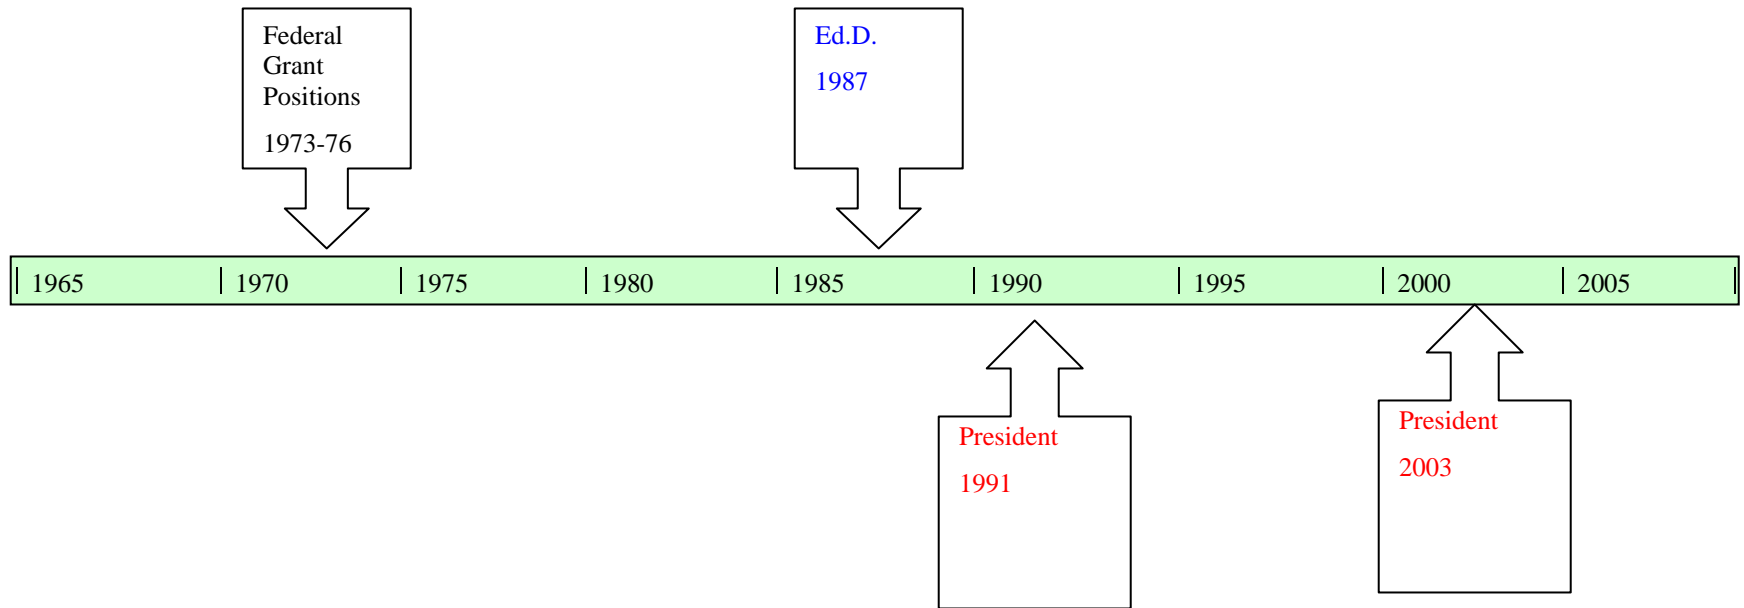 Federal
Grant
Positions
1973-76
Ed.D.
1987
1965 1970 1975 1980 1985 1990 1995 2000 2005
President
1991
President
2003